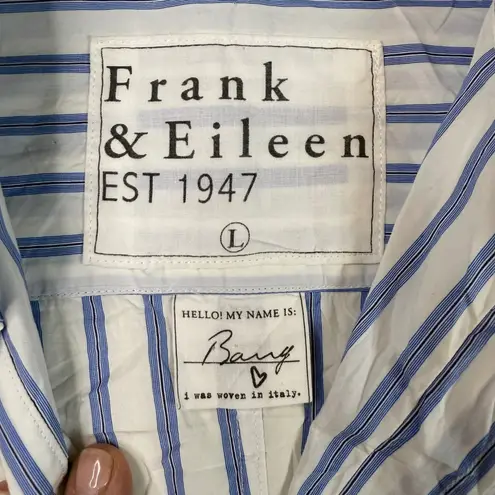 Frank
& Eileen
EST 1947
L
HELLO! MY NAME IS:
Barry
i was woven in italy.